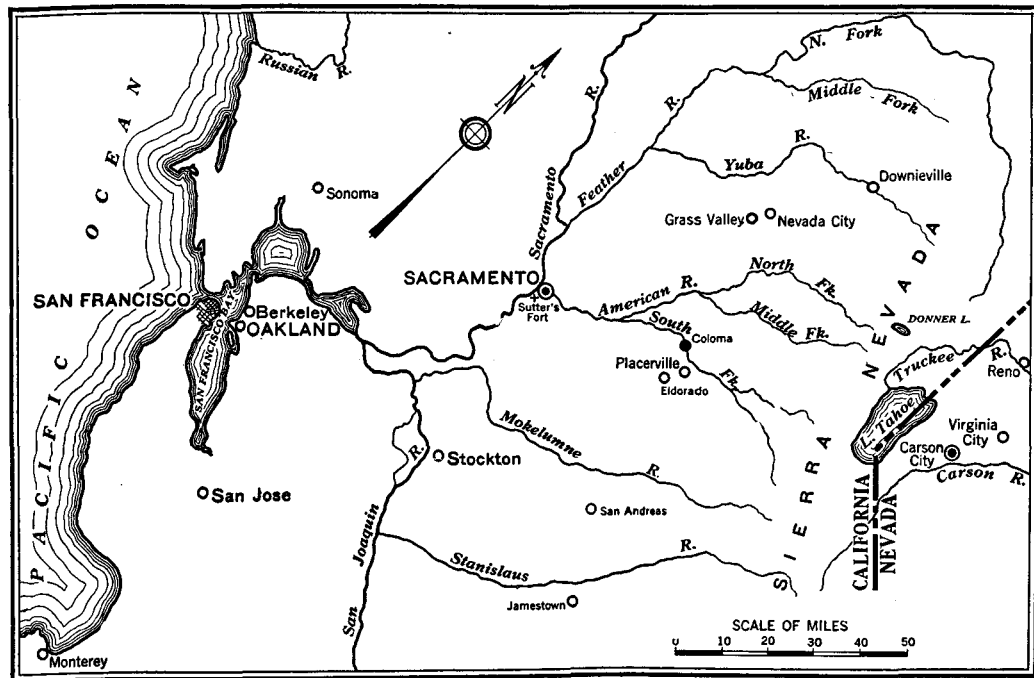 Russian R.
N. Fork
Middle Fork
PACIFIC OCEAN
N.
Sacramento R.
Feather R.
Yuba R.
Downieville
Sonoma
Grass Valley
Nevada City
SACRAMENTO
Sutter's
Fort
American R.
North Fk.
Middle Fk.
South Fk.
Coloma
SIERRA NEVADA
DONNER L.
SAN FRANCISCO
Berkeley
OAKLAND
SAN FRANCISCO BAY
Placerville
Eldorado
Truckee R.
Reno
L. Tahoe
Virginia
City
Carson
City
Carson R.
Mokelumne R.
Stockton
San Jose
San Andreas
San Joaquin R.
Stanislaus R.
Jamestown
CALIFORNIA
NEVADA
Monterey
SCALE OF MILES
0 10 20 30 40 50